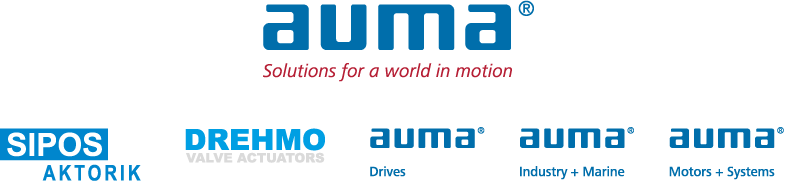 auma®
Solutions for a world in motion
SIPOS
AKTORIK
DREHMO
VALVE ACTUATORS
auma®
Drives
auma®
Industry + Marine
auma®
Motors + Systems